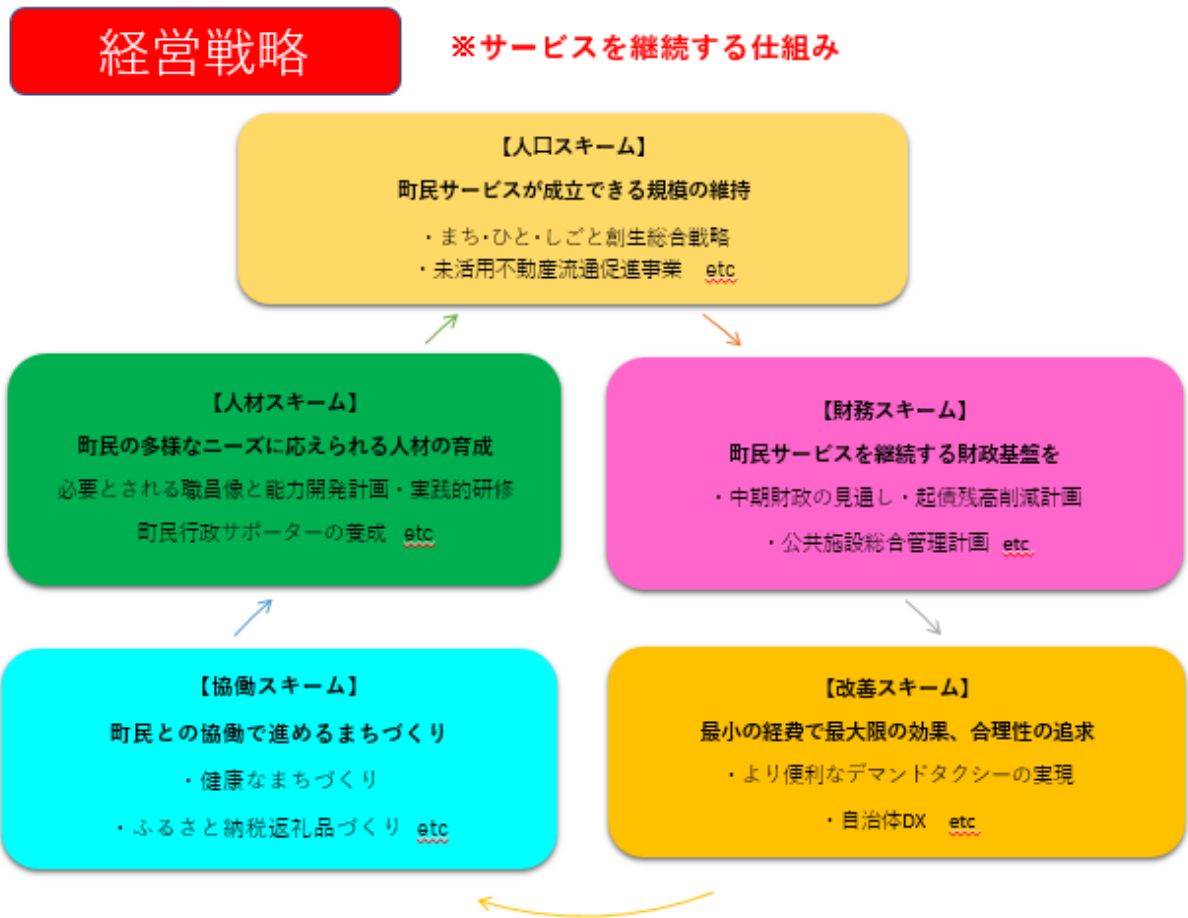 経営戦略
※サービスを継続する仕組み
【人口スキーム】
町民サービスが成立できる規模の維持
・まち・ひと・しごと創生総合戦略
・未活用不動産流通促進事業 etc
【人材スキーム】
町民の多様なニーズに応えられる人材の育成
必要とされる職員像と能力開発計画・実践的研修
町民行政サポーターの養成 etc
【財務スキーム】
町民サービスを継続する財政基盤を
・中期財政の見通し・起債残高削減計画
・公共施設総合管理計画 etc
【協働スキーム】
町民との協働で進めるまちづくり
・健康なまちづくり
・ふるさと納税返礼品づくり etc
【改善スキーム】
最小の経費で最大限の効果、合理性の追求
・より便利なデマンドタクシーの実現
・自治体DX etc